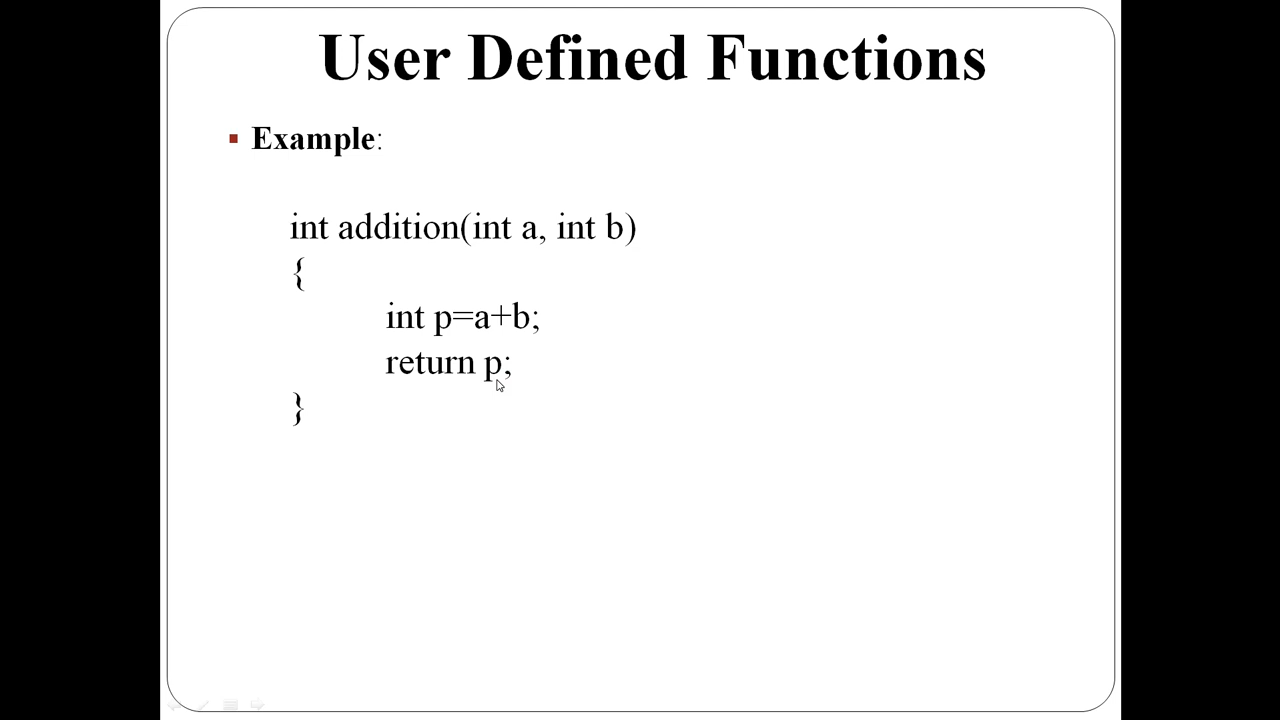 User Defined Functions
▪ Example:
int addition(int a, int b)
{
int p=a+b;
return p;
}